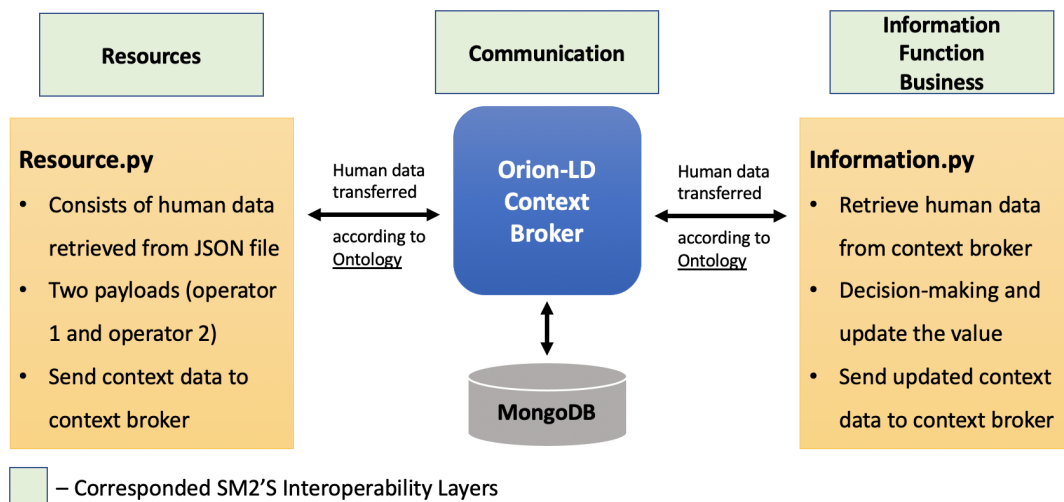 Resources
Communication
Information
Function
Business
Resource.py
• Consists of human data
retrieved from JSON file
• Two payloads (operator
1 and operator 2)
• Send context data to
context broker
Human data
transferred
according to
Ontology
Orion-LD
Context
Broker
MongoDB
Human data
transferred
according to
Ontology
Information.py
• Retrieve human data
from context broker
• Decision-making and
update the value
• Send updated context
data to context broker
– Corresponded SM2'S Interoperability Layers